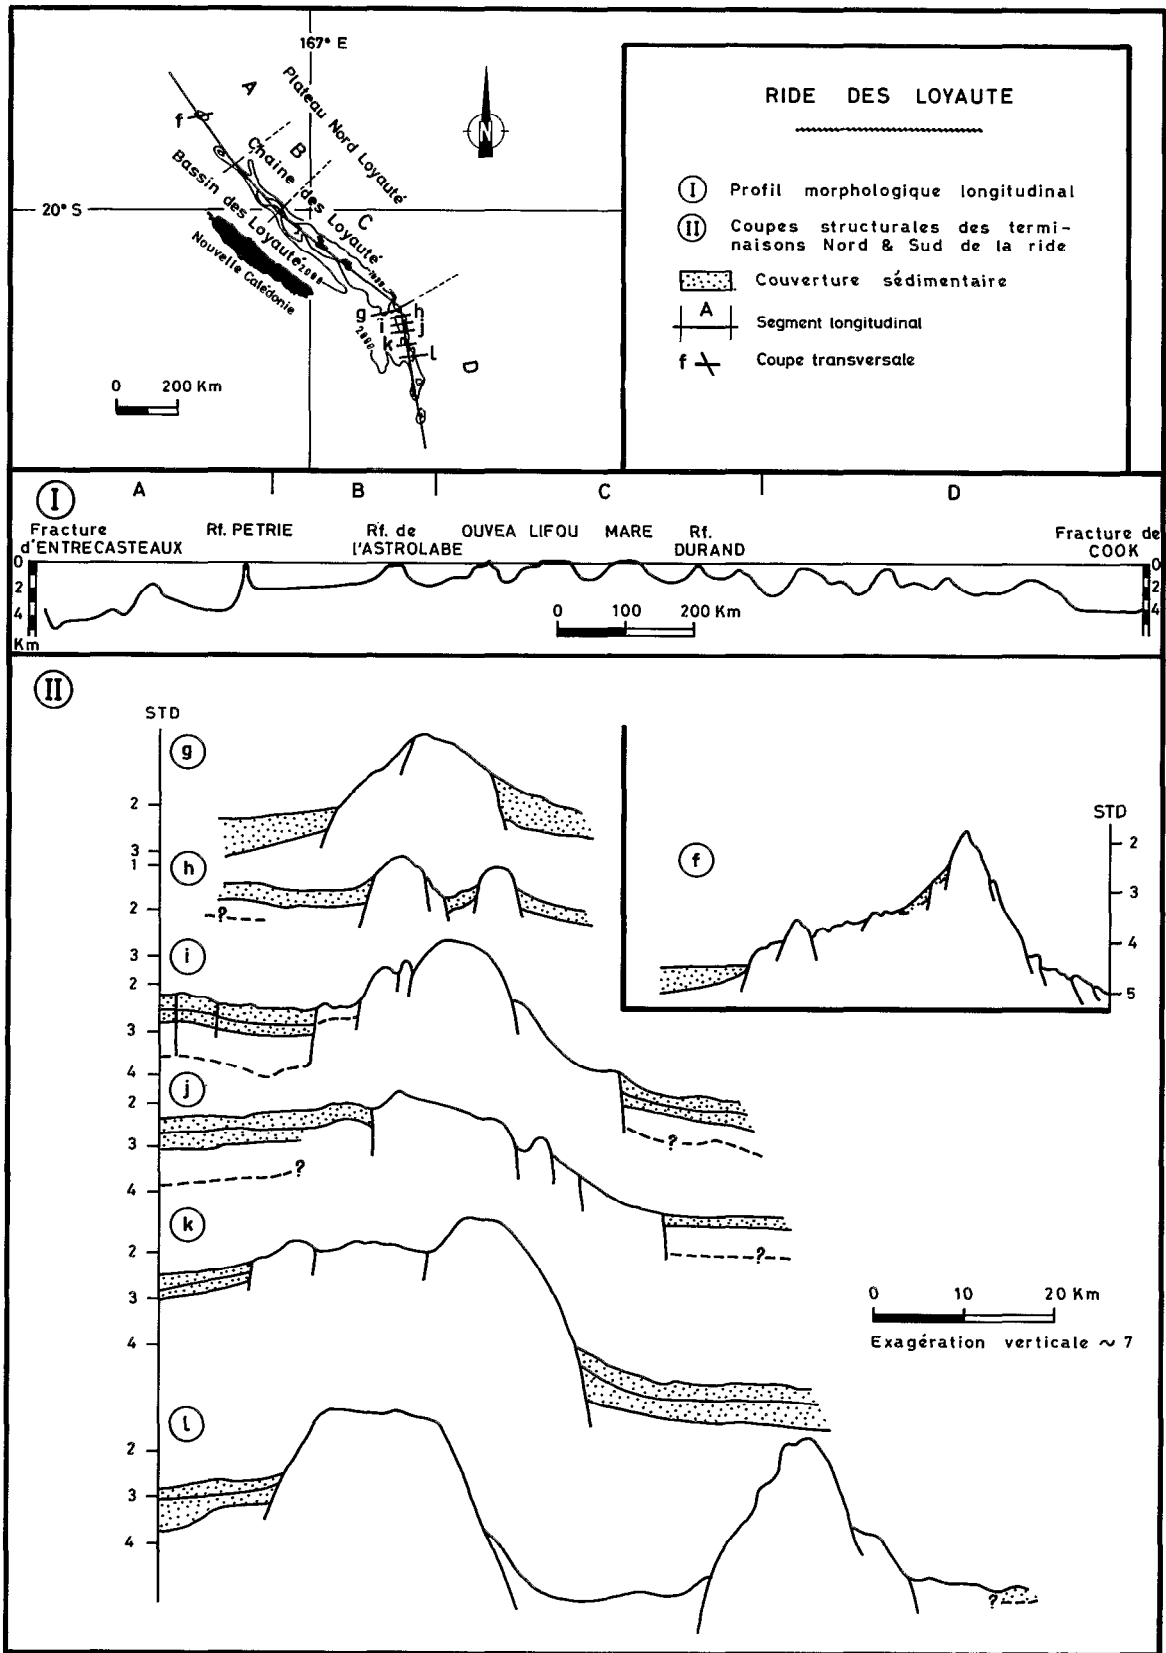 167° E
20° S
A
B
C
D
Plateau Nord Loyauté
Chaine des Loyauté
Bassin des Loyauté
Nouvelle Calédonie
2000
2000
f
g
h
i
j
k
l
N
0 200 Km
RIDE DES LOYAUTE
I Profil morphologique longitudinal
II Coupes structurales des termi-
naisons Nord & Sud de la ride
Couverture sédimentaire
A Segment longitudinal
f Coupe transversale
I
A B C D
Fracture
d'ENTRECASTEAUX
Rf. PETRIE
Rf. de
l'ASTROLABE
OUVEA LIFOU MARE
Rf.
DURAND
Fracture de
COOK
0
2
4
Km
0
2
4
0 100 200 Km
II
STD
g
2
3
h
1
2
3
i
2
3
4
j
2
3
4
k
2
3
4
l
2
3
4
?
?
?
?
?
f
STD
2
3
4
5
0 10 20 Km
Exagération verticale ~ 7